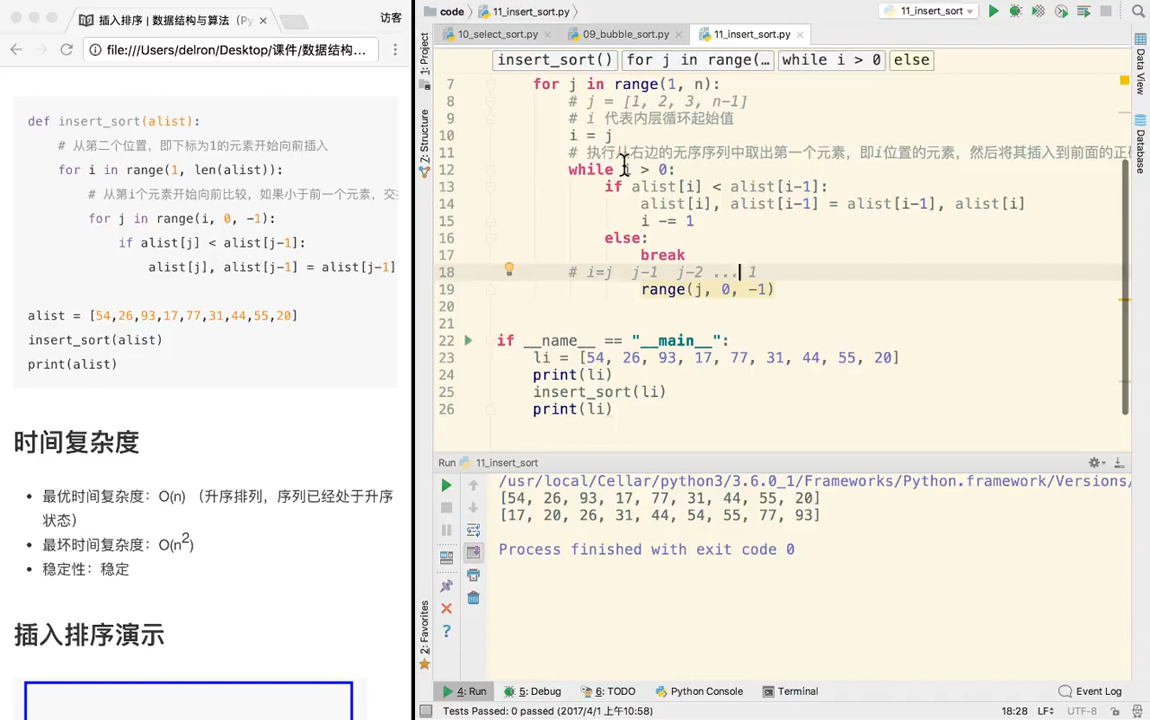 插入排序 | 数据结构与算法 (Py
访客
file:///Users/delron/Desktop/课件/数据结构...
def insert_sort(alist):
# 从第二个位置，即下标为1的元素开始向前插入
for i in range(1, len(alist)):
# 从第i个元素开始向前比较，如果小于前一个元素，交
for j in range(i, 0, -1):
if alist[j] < alist[j-1]:
alist[j], alist[j-1] = alist[j-1]
alist = [54,26,93,17,77,31,44,55,20]
insert_sort(alist)
print(alist)
时间复杂度
• 最优时间复杂度：O(n) （升序排列，序列已经处于升序
状态）
• 最坏时间复杂度：O(n2)
• 稳定性：稳定
插入排序演示
code
11_insert_sort.py
11_insert_sort
10_select_sort.py
09_bubble_sort.py
11_insert_sort.py
insert_sort()
for j in range(…
while i > 0
else
1: Project
7: Structure
2: Favorites
Data View
Database
7 for j in range(1, n):
8 # j = [1, 2, 3, n-1]
9 # i 代表内层循环起始值
10 i = j
11 # 执行从右边的无序序列中取出第一个元素，即i位置的元素，然后将其插入到前面的正
12 while i > 0:
13 if alist[i] < alist[i-1]:
14 alist[i], alist[i-1] = alist[i-1], alist[i]
15 i -= 1
16 else:
17 break
18 # i=j j-1 j-2 ... 1
19 range(j, 0, -1)
20
21
22 if __name__ == "__main__":
23 li = [54, 26, 93, 17, 77, 31, 44, 55, 20]
24 print(li)
25 insert_sort(li)
26 print(li)
Run 11_insert_sort
/usr/local/Cellar/python3/3.6.0_1/Frameworks/Python.framework/Versions/
[54, 26, 93, 17, 77, 31, 44, 55, 20]
[17, 20, 26, 31, 44, 54, 55, 77, 93]
Process finished with exit code 0
4: Run
5: Debug
6: TODO
Python Console
Terminal
Event Log
Tests Passed: 0 passed (2017/4/1 上午10:58)
18:28 LF÷ UTF-8÷